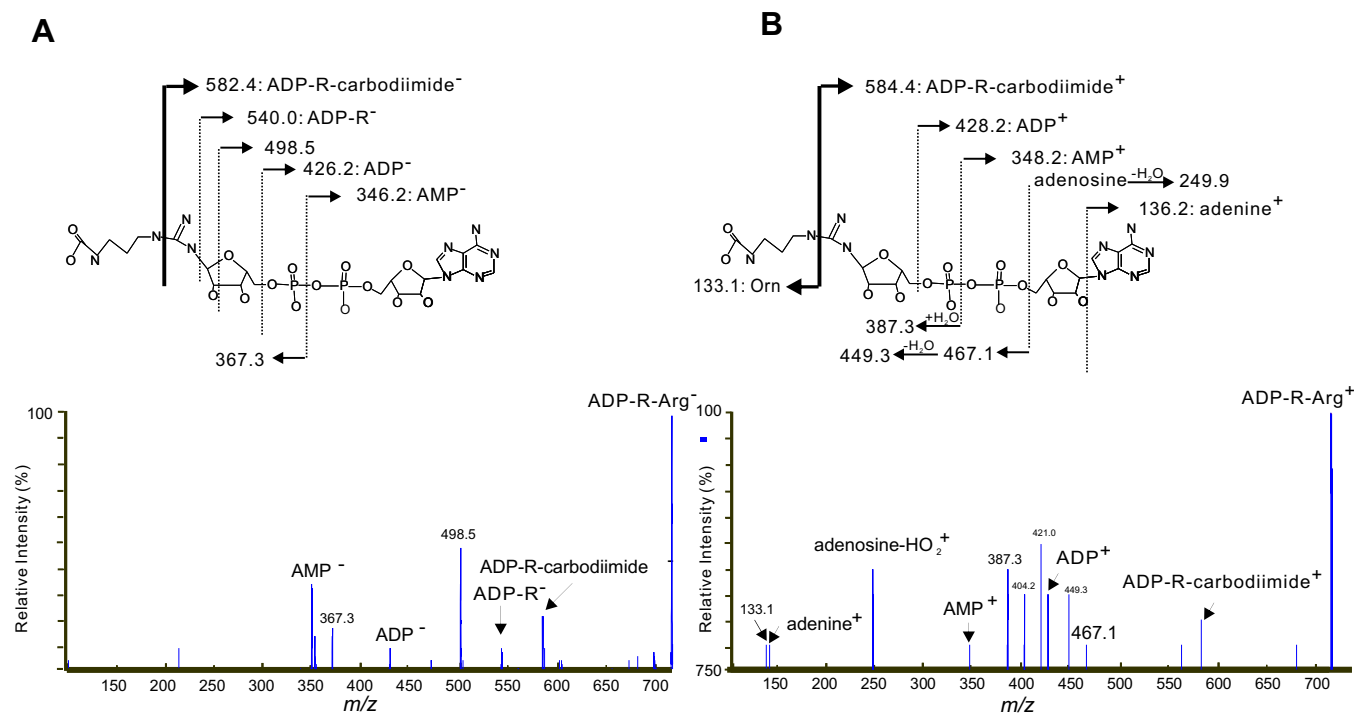 A
582.4: ADP-R-carbodiimide⁻
540.0: ADP-R⁻
498.5
426.2: ADP⁻
346.2: AMP⁻
O
O
N
N
N
N
O
O
O
O
P
O
O
O
P
O
O
O
O
O
O
N
N
N
N
N
367.3
B
584.4: ADP-R-carbodiimide⁺
428.2: ADP⁺
348.2: AMP⁺
adenosine -H₂O 249.9
136.2: adenine⁺
O
O
N
N
N
N
O
O
O
O
P
O
O
O
P
O
O
O
O
O
O
N
N
N
N
N
133.1: Orn
387.3 +H₂O
449.3 -H₂O 467.1
Relative Intensity (%)
100
AMP⁻
367.3
ADP⁻
498.5
ADP-R⁻
ADP-R-carbodiimide⁻
ADP-R-Arg⁻
150 200 250 300 350 400 450 500 550 600 650 700
m/z
Relative Intensity (%)
100
750
133.1
adenine⁺
adenosine-HO₂⁺
AMP⁺
387.3
404.2
421.0
ADP⁺
449.3
467.1
ADP-R-carbodiimide⁺
ADP-R-Arg⁺
150 200 250 300 350 400 450 500 550 600 650 700
m/z